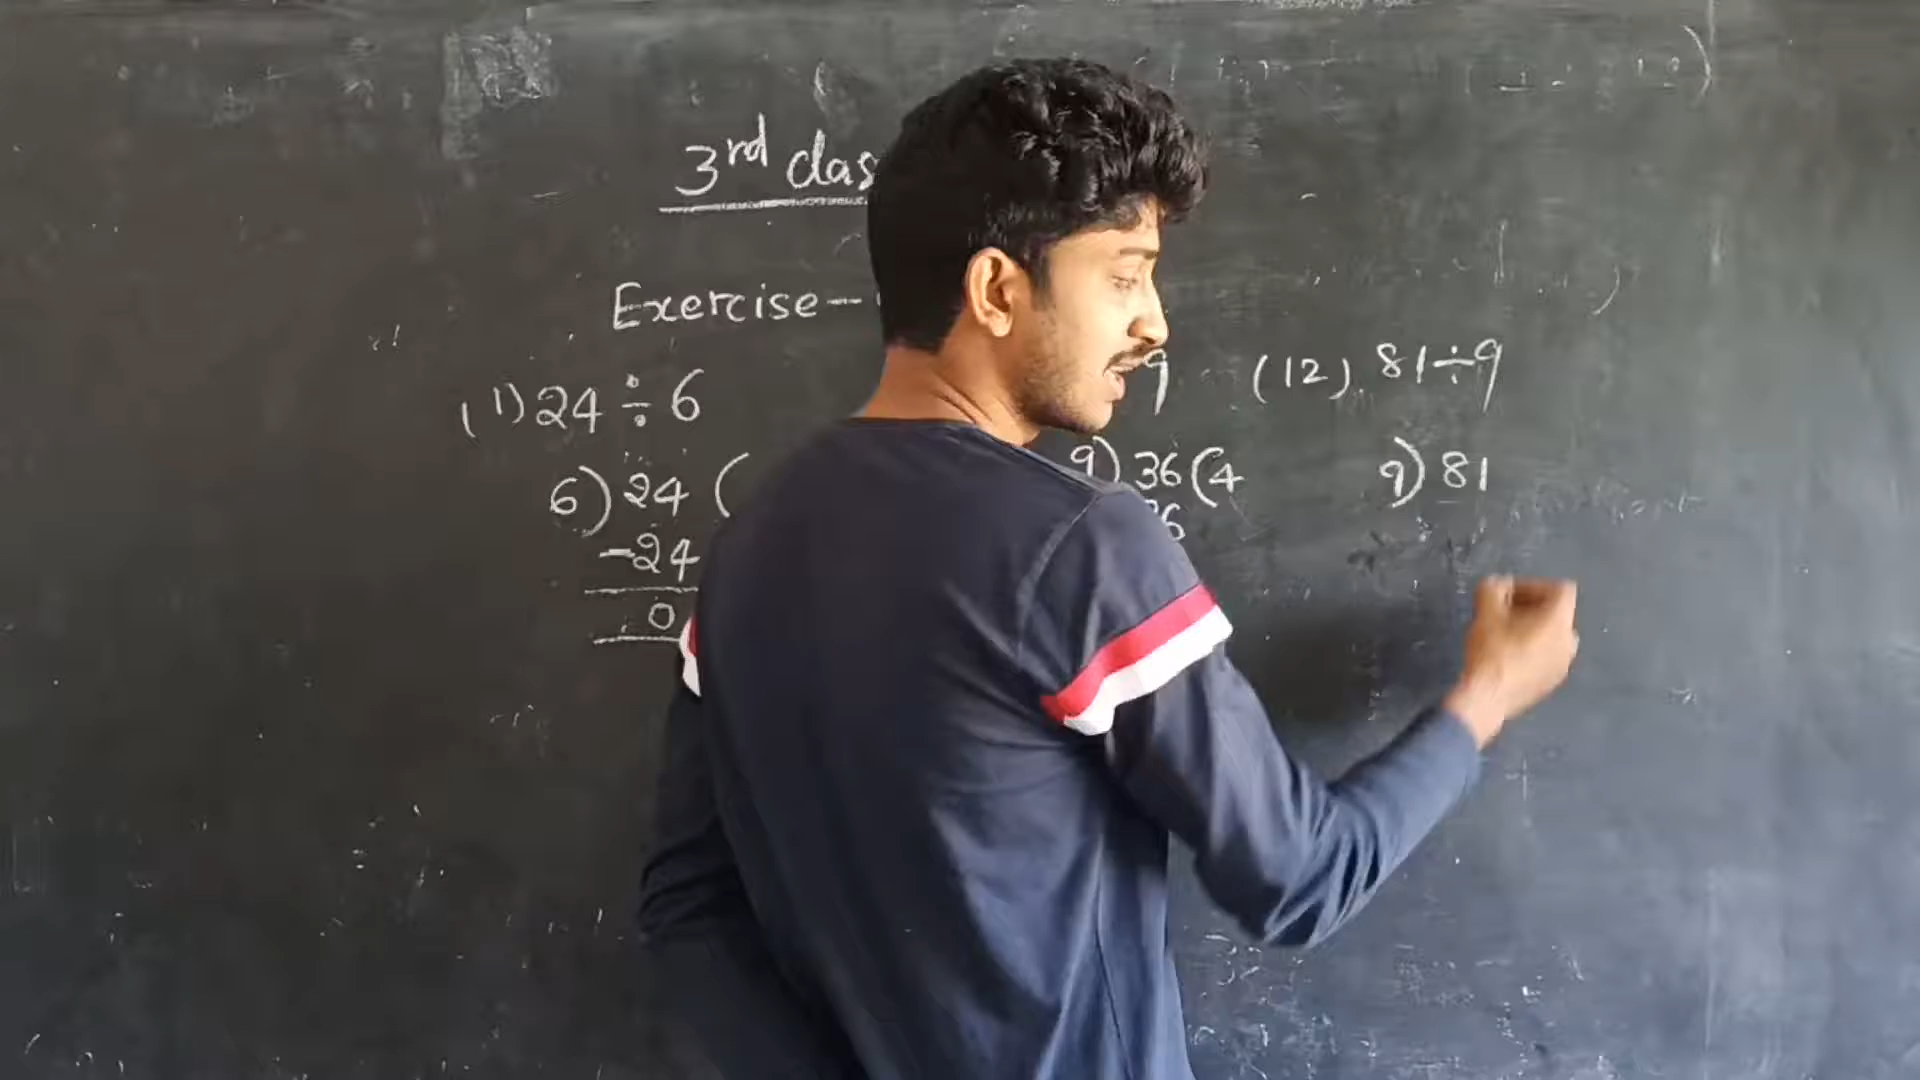 3rd clas
Exercise-
(1) 24 ÷ 6
6) 24 (
-24
0
9
9) 36 (4
36
(12). 81÷9
9) 81